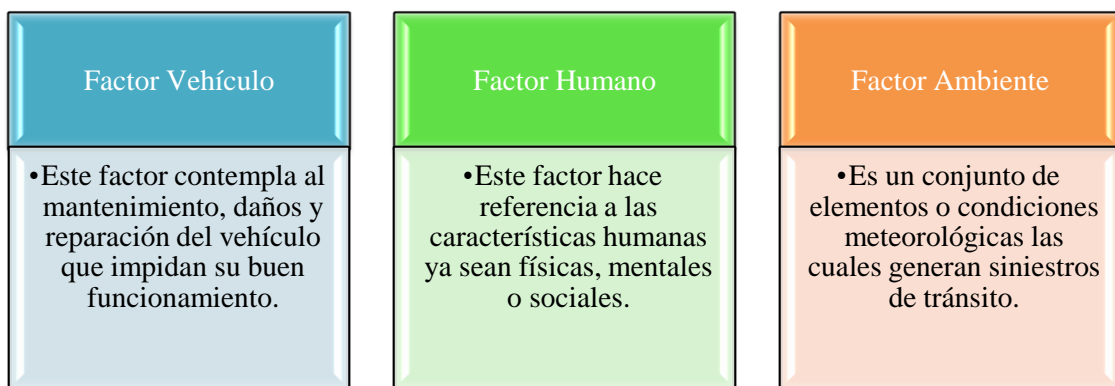 Factor Vehículo
•Este factor contempla al
mantenimiento, daños y
reparación del vehículo
que impidan su buen
funcionamiento.
Factor Humano
•Este factor hace
referencia a las
características humanas
ya sean físicas, mentales
o sociales.
Factor Ambiente
•Es un conjunto de
elementos o condiciones
meteorológicas las
cuales generan siniestros
de tránsito.